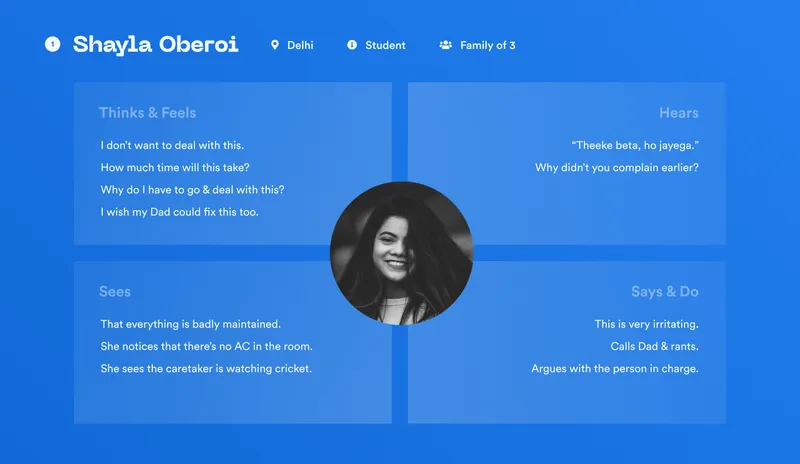 1
Shayla Oberoi
Delhi
Student
Family of 3
Thinks & Feels
I don't want to deal with this.
How much time will this take?
Why do I have to go & deal with this?
I wish my Dad could fix this too.
Hears
“Theeke beta, ho jayega.”
Why didn't you complain earlier?
Sees
That everything is badly maintained.
She notices that there's no AC in the room.
She sees the caretaker is watching cricket.
Says & Do
This is very irritating.
Calls Dad & rants.
Argues with the person in charge.